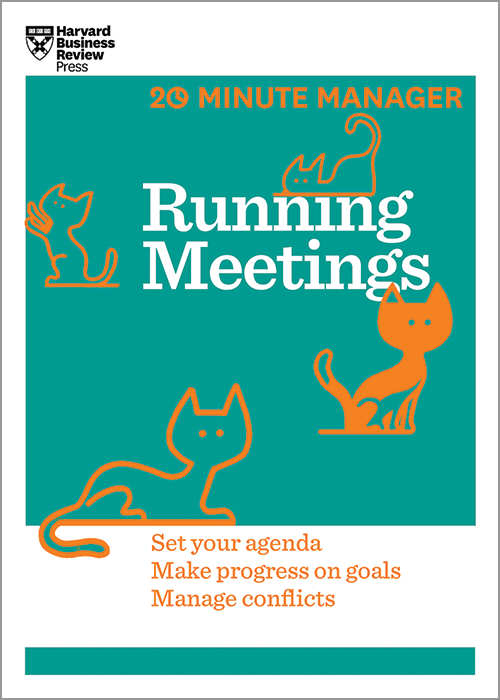 Harvard
Business
Review
Press
20 MINUTE MANAGER
Running
Meetings
Set your agenda
Make progress on goals
Manage conflicts